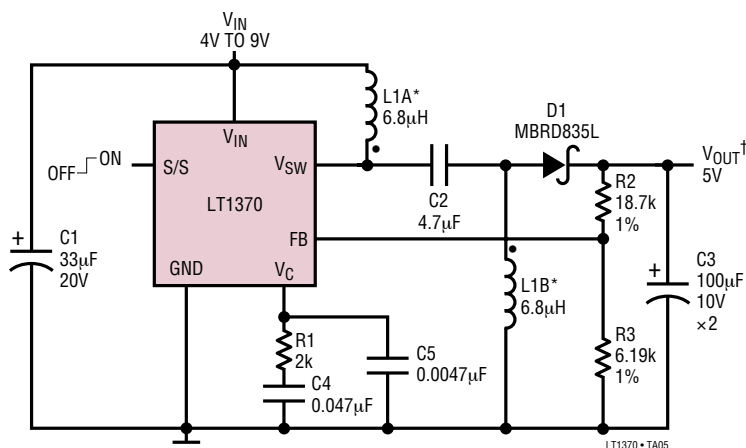 VIN
4V TO 9V
L1A*
6.8μH
D1
MBRD835L
VIN
OFF
ON
S/S
VSW
VOUT†
5V
LT1370
C2
4.7μF
R2
18.7k
1%
+
C1
33μF
20V
FB
GND
VC
L1B*
6.8μH
+
C3
100μF
10V
×2
R1
2k
C4
0.047μF
C5
0.0047μF
R3
6.19k
1%
LT1370 • TA05